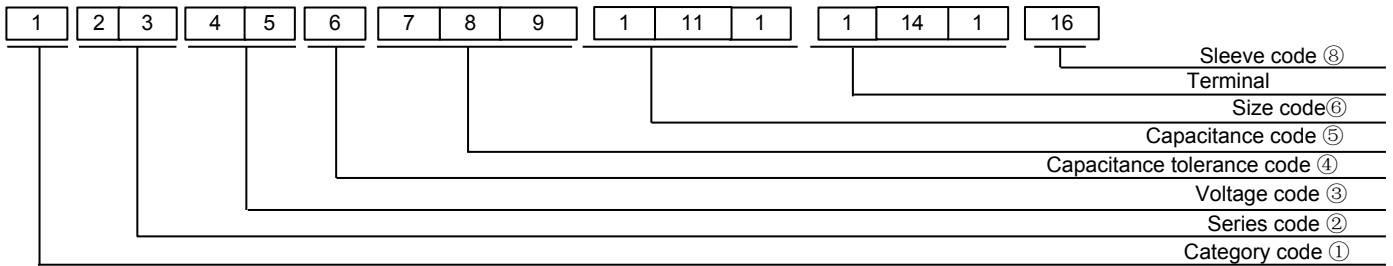 1 2 3 4 5 6 7 8 9 1 11 1 1 14 1 16
Sleeve code ⑧
Terminal
Size code⑥
Capacitance code ⑤
Capacitance tolerance code ④
Voltage code ③
Series code ②
Category code ①